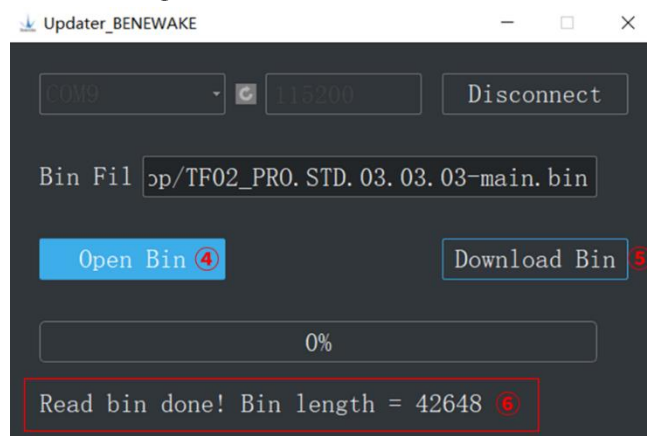 Updater_BENEWAKE
COM9 115200 Disconnect
Bin Fil op/TF02_PRO.STD.03.03.03-main.bin
Open Bin ④ Download Bin ⑤
0%
Read bin done! Bin length = 42648 ⑥